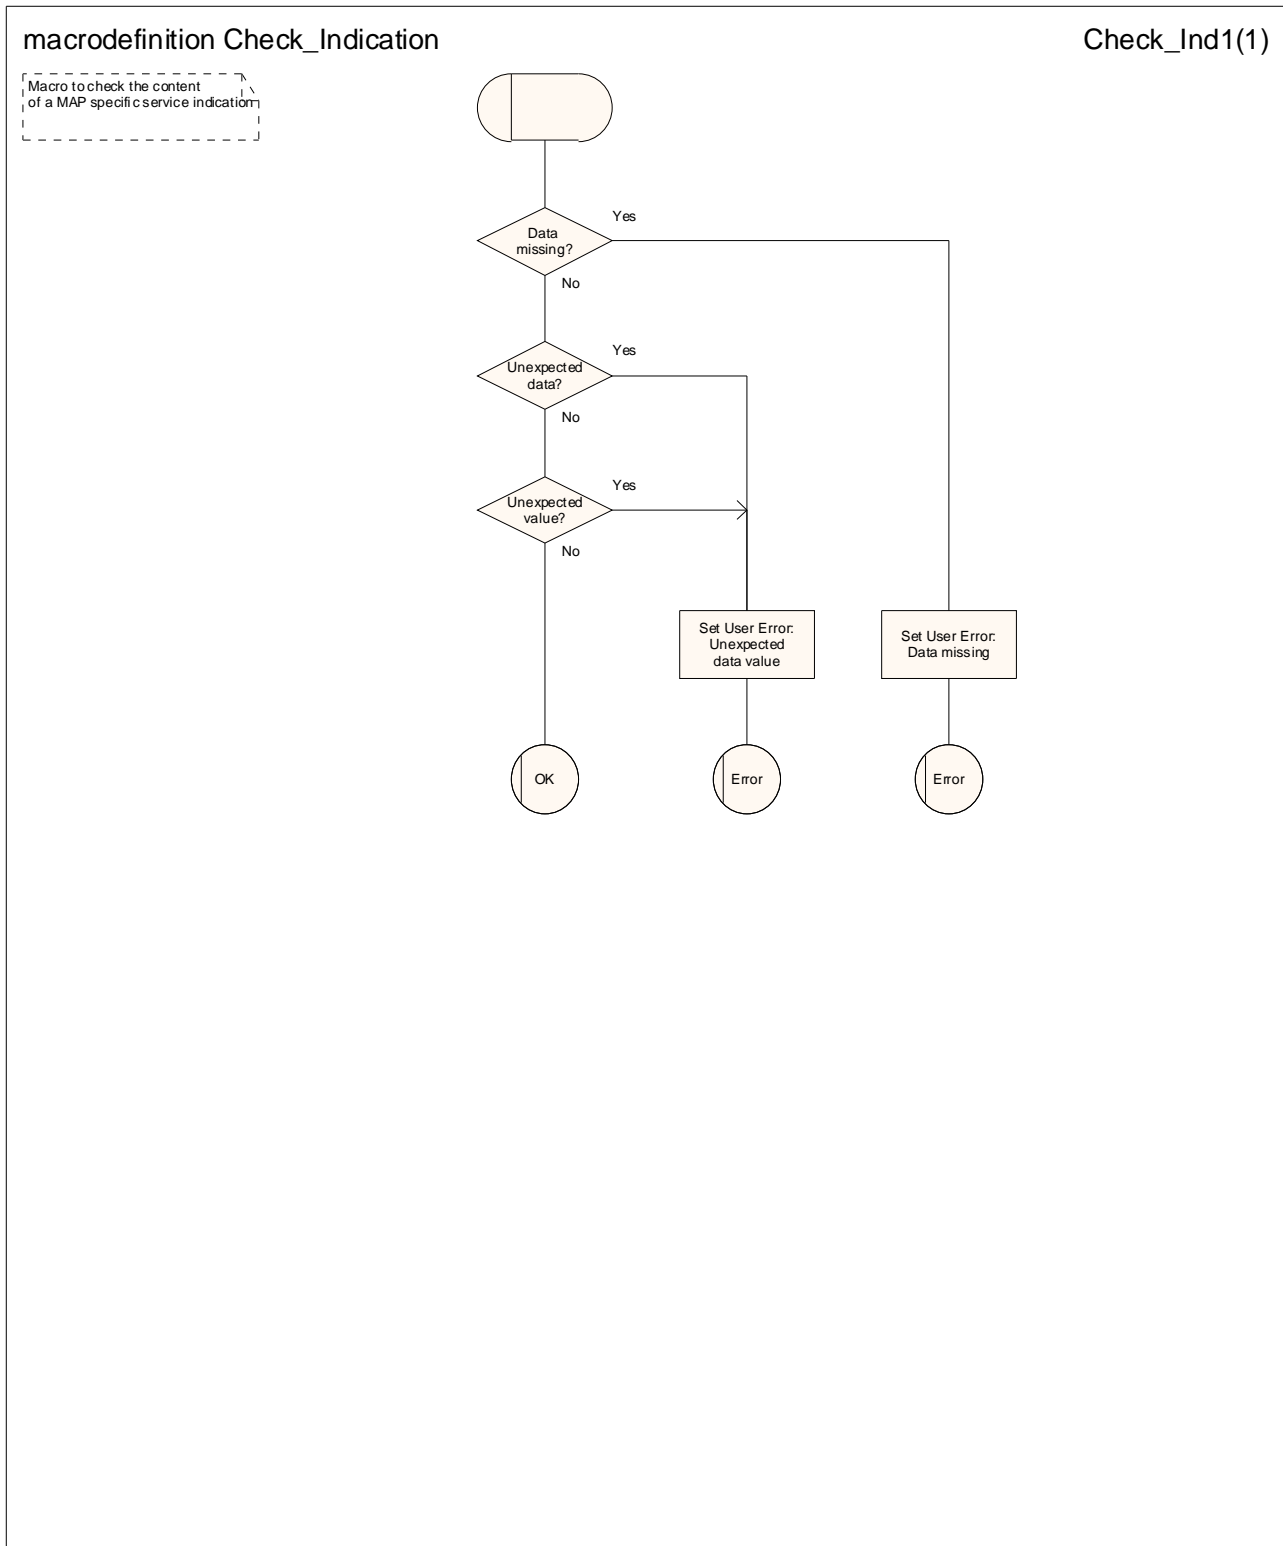 macrodefinition Check_Indication
Check_Ind1(1)
Macro to check the content
of a MAP specific service indication
Yes
Data
missing?
No
Yes
Unexpected
data?
No
Yes
Unexpected
value?
No
Set User Error:
Unexpected
data value
Set User Error:
Data missing
OK
Error
Error